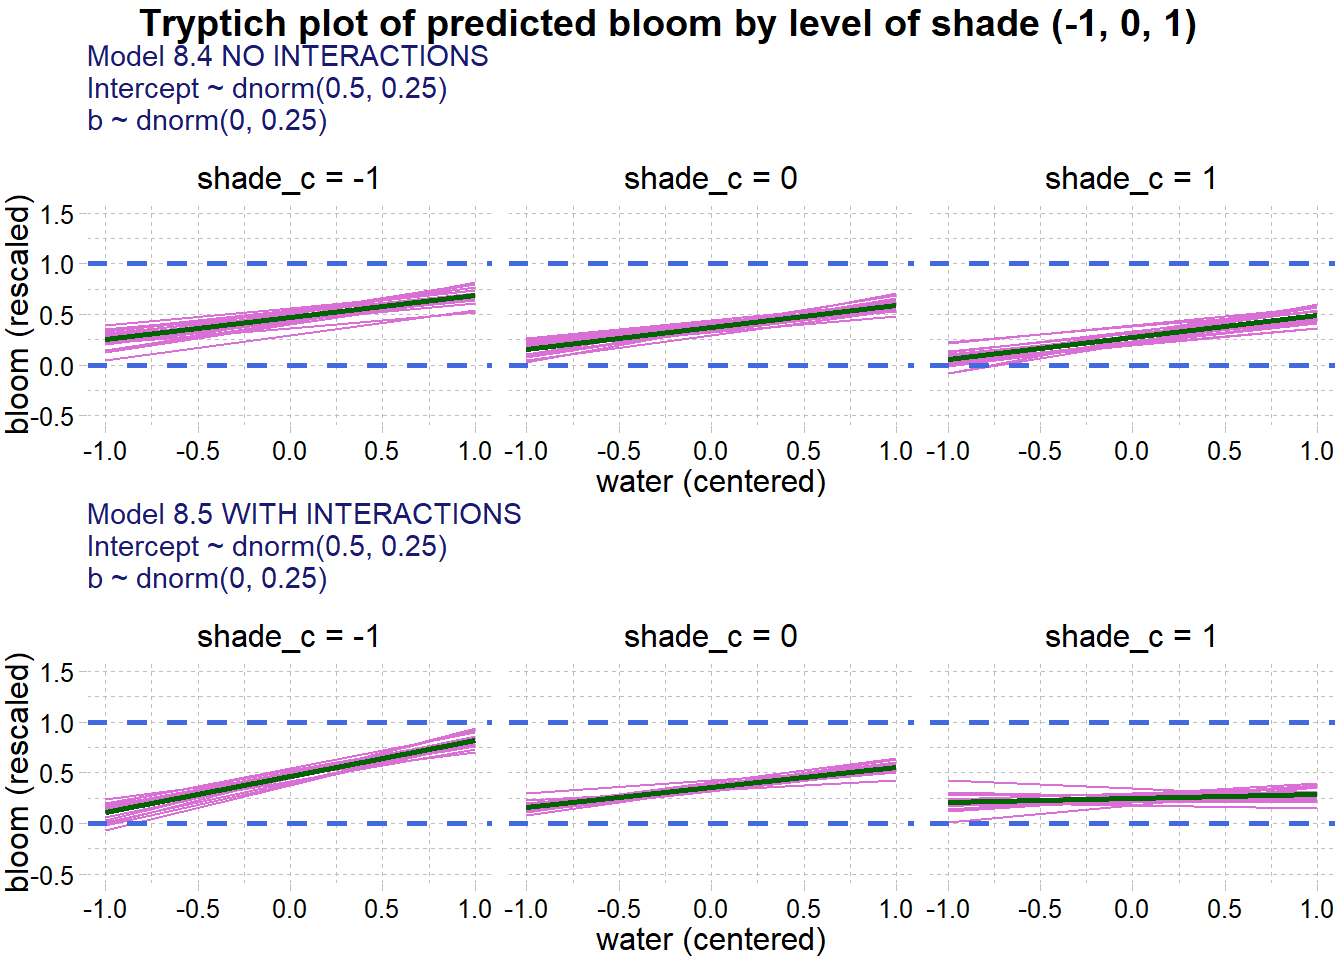 Tryptich plot of predicted bloom by level of shade (-1, 0, 1)
Model 8.4 NO INTERACTIONS
Intercept ~ dnorm(0.5, 0.25)
b ~ dnorm(0, 0.25)
shade_c = -1 shade_c = 0 shade_c = 1
bloom (rescaled)
1.5
1.0
0.5
0.0
-0.5
-1.0 -0.5 0.0 0.5 1.0 -1.0 -0.5 0.0 0.5 1.0 -1.0 -0.5 0.0 0.5 1.0
water (centered)
Model 8.5 WITH INTERACTIONS
Intercept ~ dnorm(0.5, 0.25)
b ~ dnorm(0, 0.25)
shade_c = -1 shade_c = 0 shade_c = 1
bloom (rescaled)
1.5
1.0
0.5
0.0
-0.5
-1.0 -0.5 0.0 0.5 1.0 -1.0 -0.5 0.0 0.5 1.0 -1.0 -0.5 0.0 0.5 1.0
water (centered)